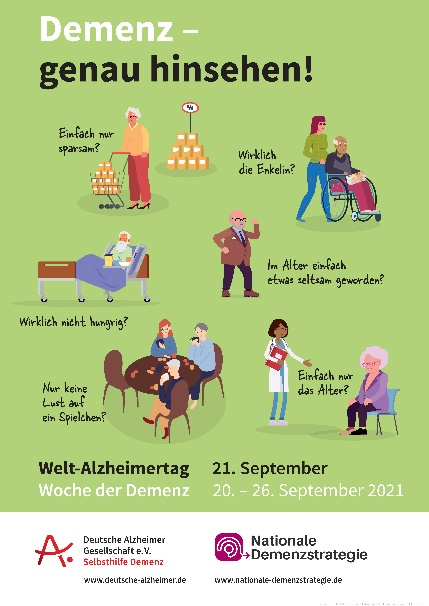 Demenz –
genau hinsehen!
%
Einfach nur
sparsam?
Wirklich
die Enkelin?
Im Alter einfach
etwas seltsam geworden?
Wirklich nicht hungrig?
Nur keine
Lust auf
ein Spielchen?
Einfach nur
das Alter?
Welt-Alzheimertag 21. September
Woche der Demenz 20. – 26. September 2021
Deutsche Alzheimer
Gesellschaft e.V.
Selbsthilfe Demenz
www.deutsche-alzheimer.de
Nationale
Demenzstrategie
www.nationale-demenzstrategie.de